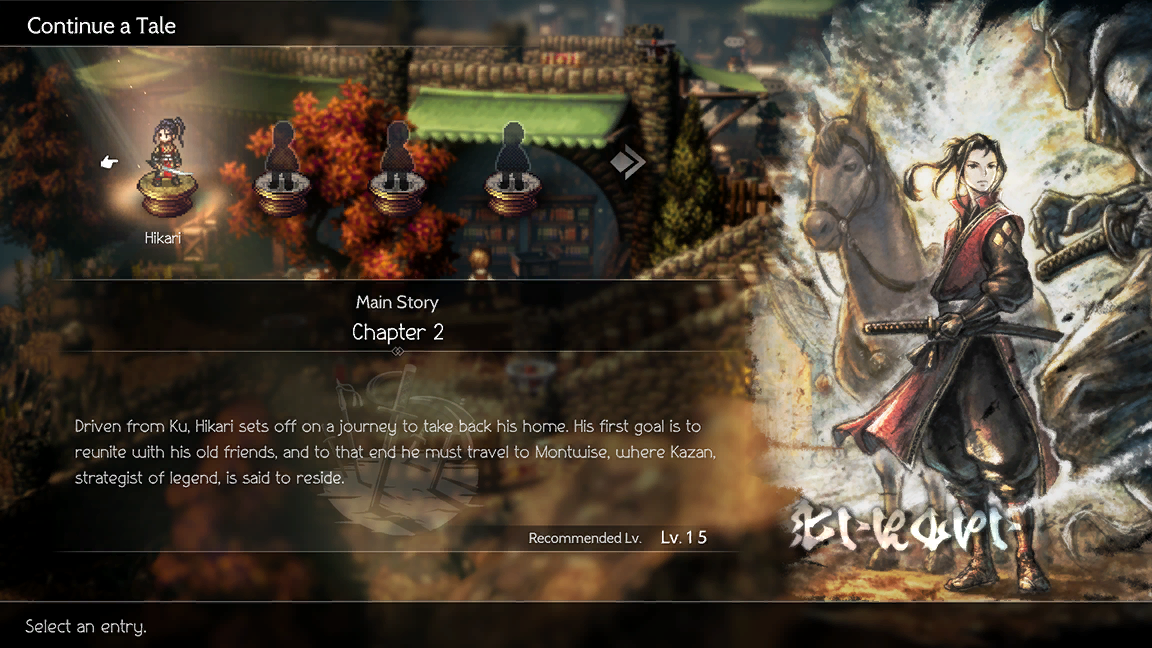 Continue a Tale
Hikari
Main Story
Chapter 2
Driven from Ku, Hikari sets off on a journey to take back his home. His first goal is to
reunite with his old friends, and to that end he must travel to Montwise, where Kazan,
strategist of legend, is said to reside.
Recommended Lv. Lv.15
Select an entry.